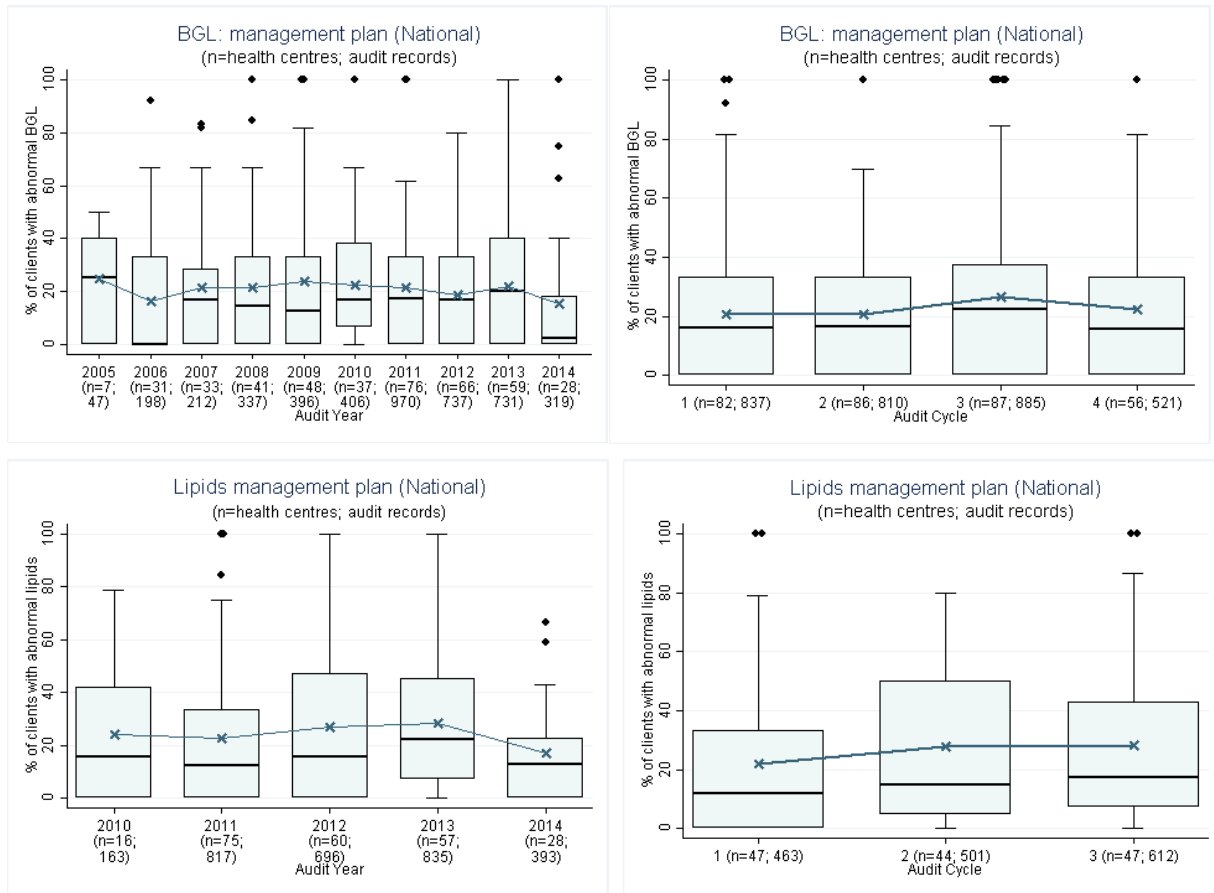 BGL: management plan (National)
(n=health centres; audit records)
% of clients with abnormal BGL
100
80
60
40
20
0
2005 2006 2007 2008 2009 2010 2011 2012 2013 2014
(n=7; (n=31; (n=33; (n=41; (n=48; (n=37; (n=76; (n=66; (n=59; (n=28;
47) 198) 212) 337) 396) 406) 970) 737) 731) 319)
Audit Year
BGL: management plan (National)
(n=health centres; audit records)
% of clients with abnormal BGL
100
80
60
40
20
0
1 (n=82; 837) 2 (n=86; 810) 3 (n=87; 885) 4 (n=56; 521)
Audit Cycle
Lipids management plan (National)
(n=health centres; audit records)
% of clients with abnormal lipids
100
80
60
40
20
0
2010 2011 2012 2013 2014
(n=16; (n=75; (n=60; (n=57; (n=28;
163) 817) 696) 835) 393)
Audit Year
Lipids management plan (National)
(n=health centres; audit records)
% of clients with abnormal lipids
100
80
60
40
20
0
1 (n=47; 463) 2 (n=44; 501) 3 (n=47; 612)
Audit Cycle